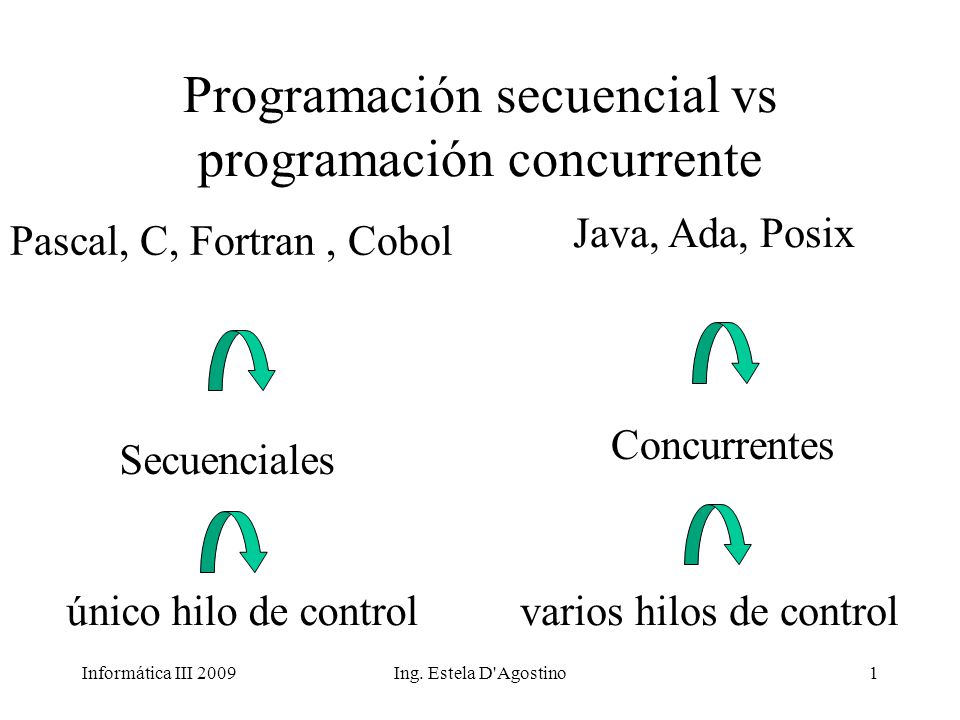 Programación secuencial vs
programación concurrente
Pascal, C, Fortran , Cobol
Java, Ada, Posix
Secuenciales
Concurrentes
único hilo de control
varios hilos de control
Informática III 2009
Ing. Estela D'Agostino
1